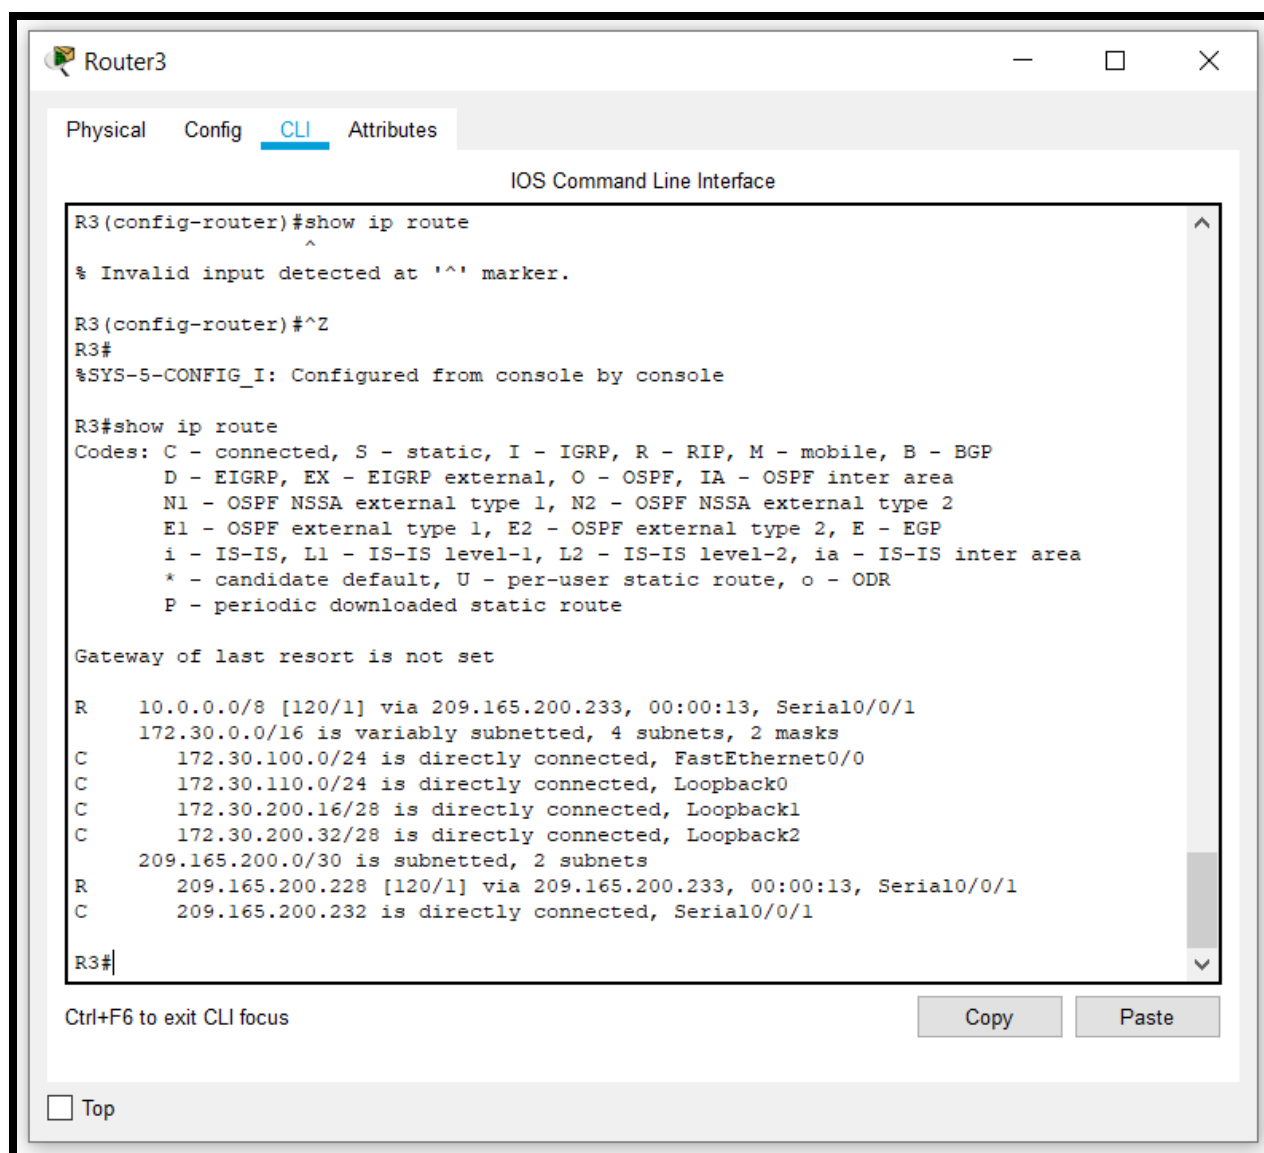 Router3
Physical Config CLI Attributes
IOS Command Line Interface
R3(config-router)#show ip route
^
% Invalid input detected at '^' marker.
R3(config-router)#^Z
R3#
%SYS-5-CONFIG_I: Configured from console by console
R3#show ip route
Codes: C - connected, S - static, I - IGRP, R - RIP, M - mobile, B - BGP
D - EIGRP, EX - EIGRP external, O - OSPF, IA - OSPF inter area
N1 - OSPF NSSA external type 1, N2 - OSPF NSSA external type 2
E1 - OSPF external type 1, E2 - OSPF external type 2, E - EGP
i - IS-IS, L1 - IS-IS level-1, L2 - IS-IS level-2, ia - IS-IS inter area
* - candidate default, U - per-user static route, o - ODR
P - periodic downloaded static route
Gateway of last resort is not set
R 10.0.0.0/8 [120/1] via 209.165.200.233, 00:00:13, Serial0/0/1
172.30.0.0/16 is variably subnetted, 4 subnets, 2 masks
C 172.30.100.0/24 is directly connected, FastEthernet0/0
C 172.30.110.0/24 is directly connected, Loopback0
C 172.30.200.16/28 is directly connected, Loopback1
C 172.30.200.32/28 is directly connected, Loopback2
209.165.200.0/30 is subnetted, 2 subnets
R 209.165.200.228 [120/1] via 209.165.200.233, 00:00:13, Serial0/0/1
C 209.165.200.232 is directly connected, Serial0/0/1
R3#
Ctrl+F6 to exit CLI focus
Copy Paste
Top